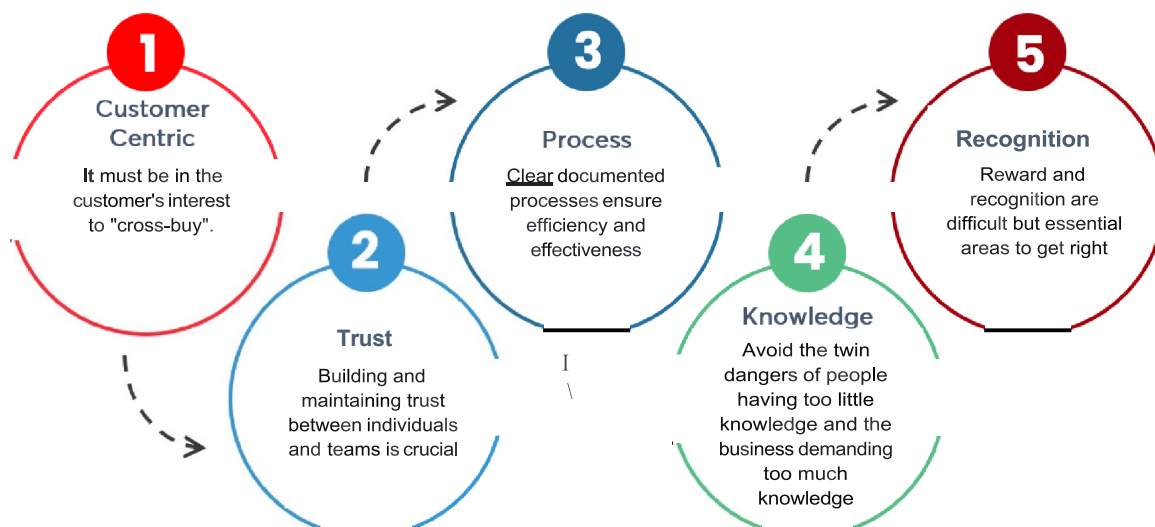 1
Customer
Centric
It must be in the
customer's interest
to "cross-buy".
2
Trust
Building and
maintaining trust
between individuals
and teams is crucial
3
Process
Clear documented
processes ensure
efficiency and
effectiveness
I
\
4
Knowledge
Avoid the twin
dangers of people
having too little
knowledge and the
business demanding
too much
knowledge
5
Recognition
Reward and
recognition are
difficult but essential
areas to get right